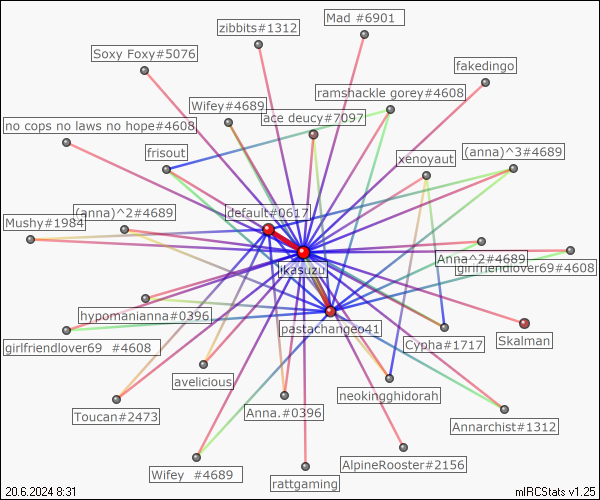 Mad #6901
zibbits#1312
Soxy Foxy#5076
fakedingo
ramshackle gorey#4608
Wifey#4689
ace deucy#7097
no cops no laws no hope#4608
frisout
(anna)^3#4689
xenoyaut
(anna)^2#4689
default#0617
Mushy#1984
Anna^2#4689
girlfriendlover69#4608
ikasuzu
hypomanianna#0396
pastachangeo41
Skalman
girlfriendlover69 #4608
Cypha#1717
avelicious
neokingghidorah
Toucan#2473
Anna.#0396
Annarchist#1312
Wifey #4689
AlpineRooster#2156
rattgaming
20.6.2024 8:31
mIRCStats v1.25